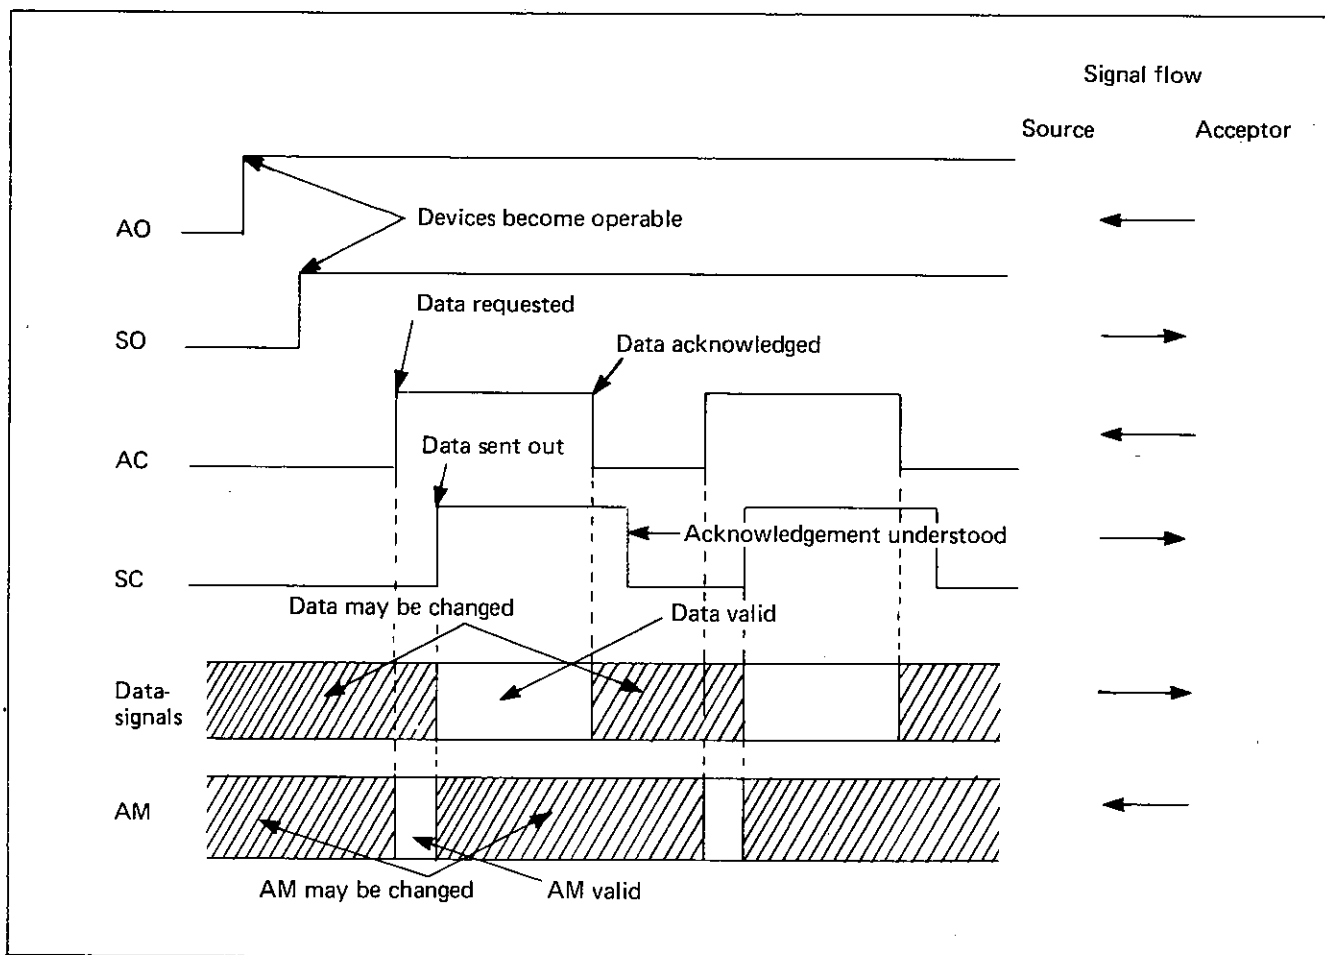 Signal flow
Source Acceptor
AO
Devices become operable
SO
Data requested
Data acknowledged
AC
Data sent out
Acknowledgement understood
SC
Data may be changed
Data valid
Data-
signals
AM
AM may be changed
AM valid